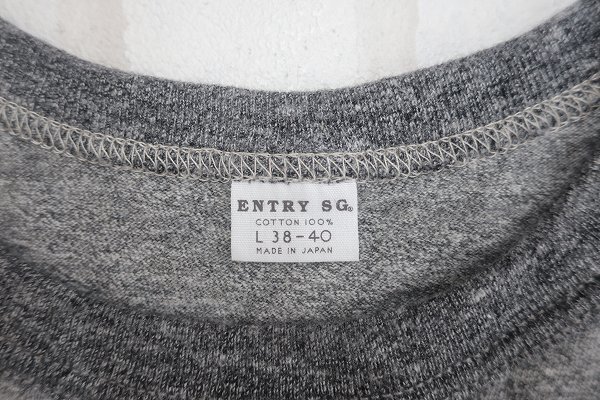 ENTRY SG®
COTTON 100%
L 38-40
MADE IN JAPAN